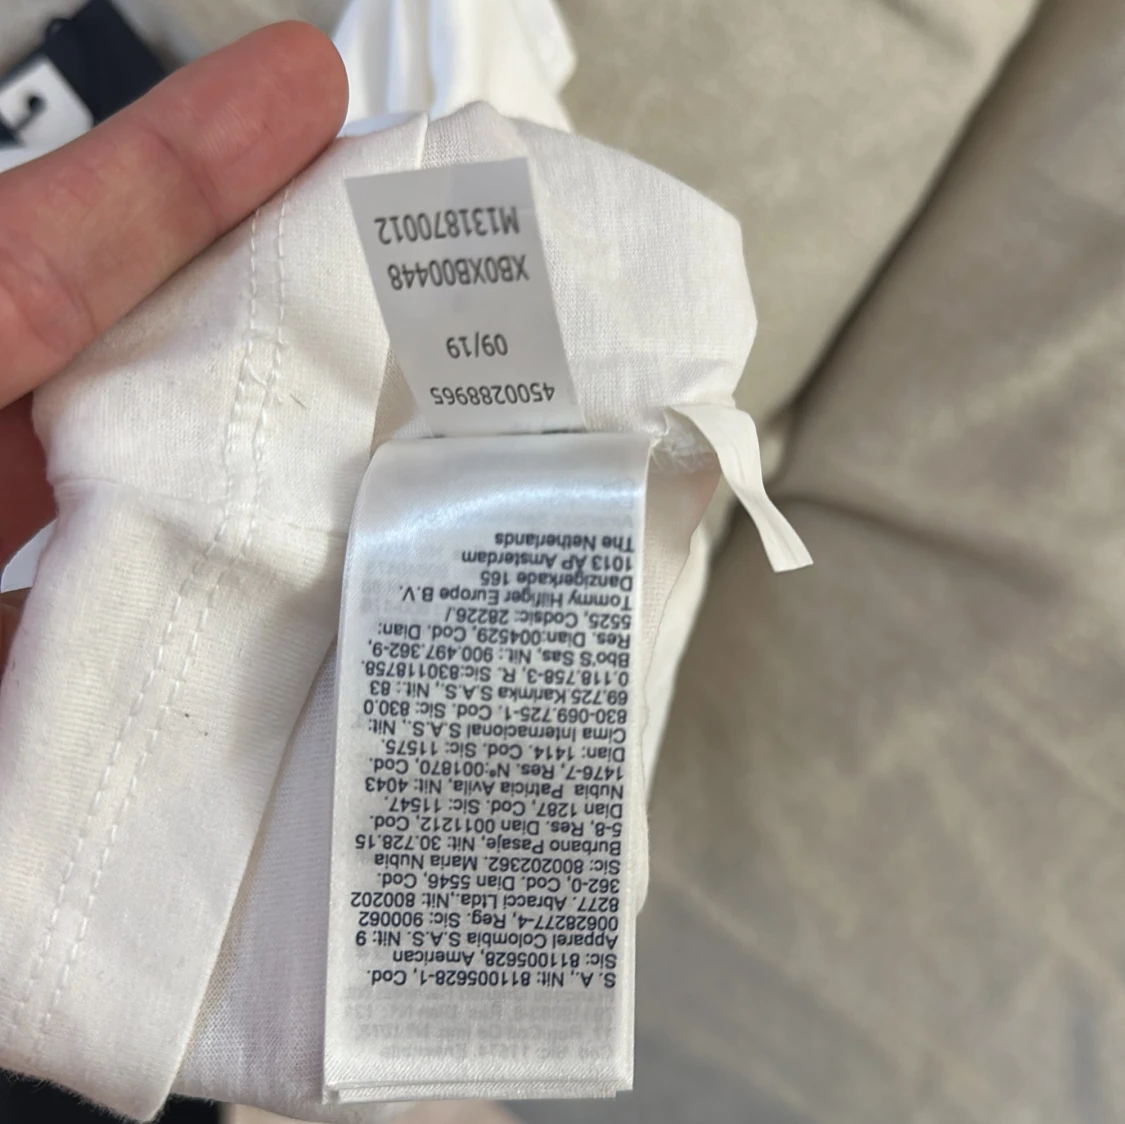 S. A., Nit: 811005628-1, Cod.
Sic: 811005628, American
Apparel Colombia S.A.S. Nit: 9
00628277-4, Reg. Sic: 900062
8277. Abracci Ltda.,Nit: 800202
362-0, Cod. Dian 5546, Cod.
Sic: 800202362. Maria Nubia
Burbano Pasaje, Nit: 30.728.15
5-8, Res. Dian 0011212, Cod.
Dian 1287, Cod. Sic: 11547.
Nubia Patricia Avila, Nit: 4043
1476-7, Res. Nº:001870, Cod.
Dian: 1414. Cod. Sic: 11575.
Cima Internacional S.A.S., Nit:
830-069.725-1, Cod. Sic: 830.0
69.725.Karimka S.A.S., Nit.: 83
0.118.758-3, R. Sic:830118758.
Bbo'S S'as, Nit.: 900.497.362-9,
Res. Dian:004529, Cod. Dian:
5525, Codsic: 28226./
Tommy Hilfiger Europe B.V.
Danzigerkade 165
1013 AP Amsterdam
The Netherlands
4500288965
09/19
XB0XB00448
M131870012